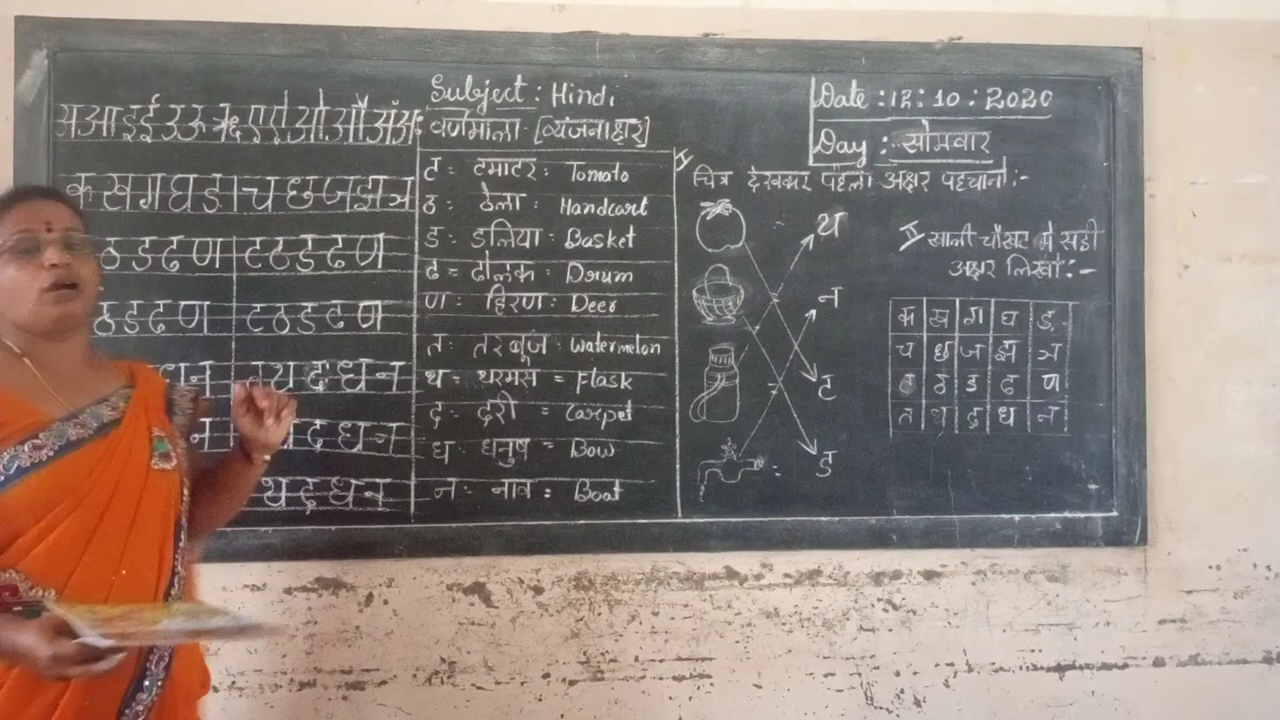 अ आ इ ई उ ऊ ऋ ए ऐ ओ औ अं अः
क ख ग घ ङ च छ ज झ ञ
ठ ड ढ ण ट ठ ड ढ ण
ठ ड ढ ण ट ठ ड ढ ण
ध न त थ द ध न
न द ध न
थ द ध न
Subject : Hindi
वर्णमाला - [व्यंजनाक्षर]
ट : टमाटर : Tomato
ठ : ठेला : Handcart
ड : डलिया : Basket
ढ = ढोलक = Drum
ण : हिरण : Deer
त : तरबूज : Watermelon
थ = थरमस = Flask
द : दरी = Carpet
ध : धनुष = Bow
न : नाव : Boat
Date : 12 : 10 : 2020
Day : सोमवार
I चित्र देखकर पहला अक्षर पहचानो :-
थ
न
ट
ड
II खाली चौखट में सही
अक्षर लिखो :-
क ख ग घ ङ
च छ ज झ ञ
ट ठ ड ढ ण
त थ द ध न